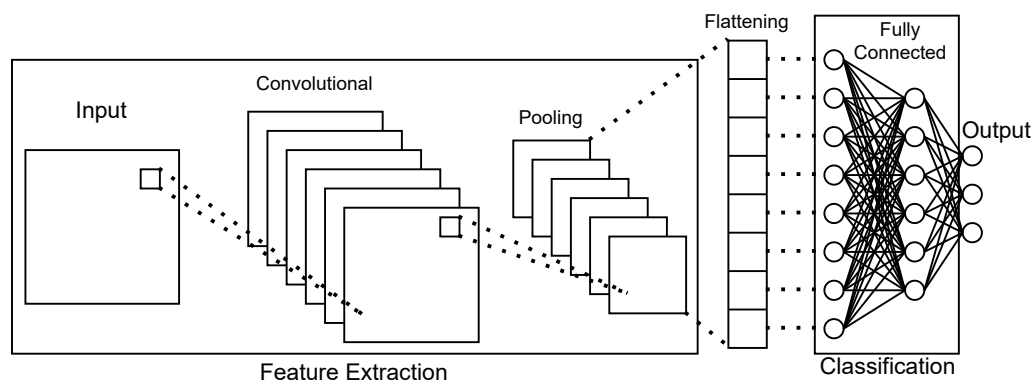 Input
Convolutional
Pooling
Feature Extraction
Flattening
Fully
Connected
Classification
Output